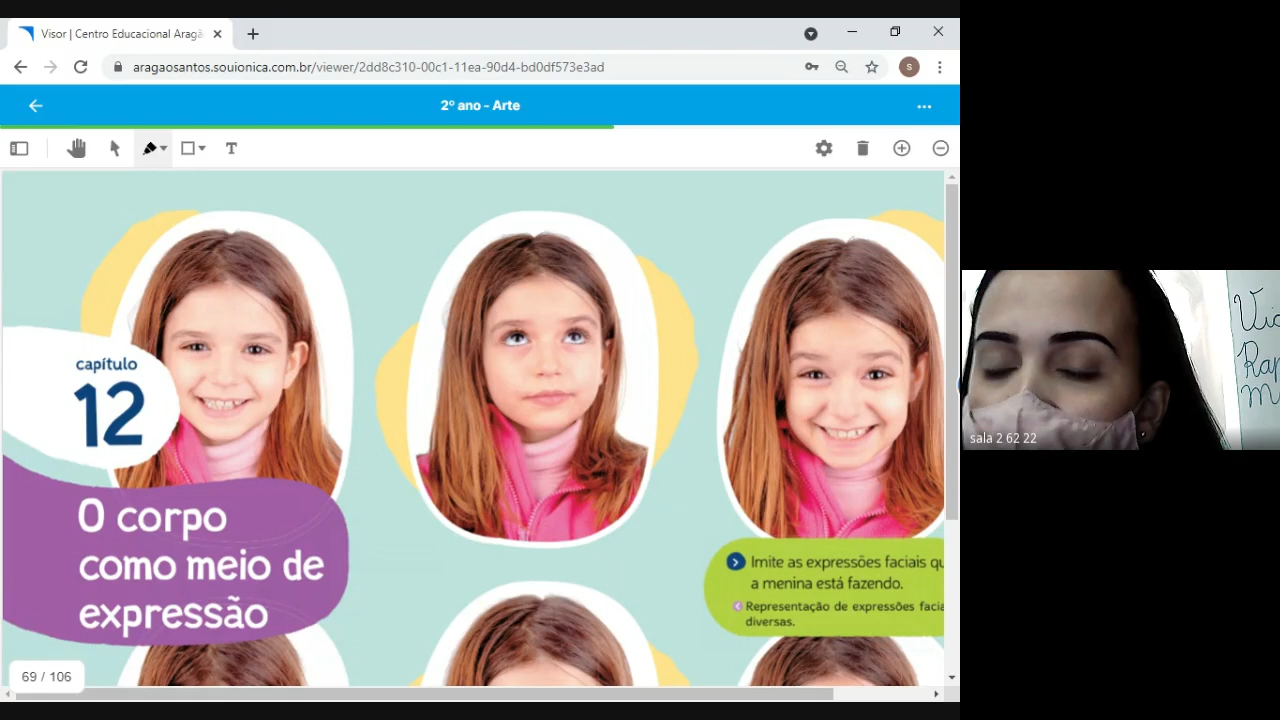 Visor | Centro Educacional Aragã
aragaosantos.souionica.com.br/viewer/2dd8c310-00c1-11ea-90d4-bd0df573e3ad
s
2º ano - Arte
T
capítulo
12
O corpo
como meio de
expressão
Imite as expressões faciais qu
a menina está fazendo.
Representação de expressões facia
diversas.
69 / 106
sala 2 62 22